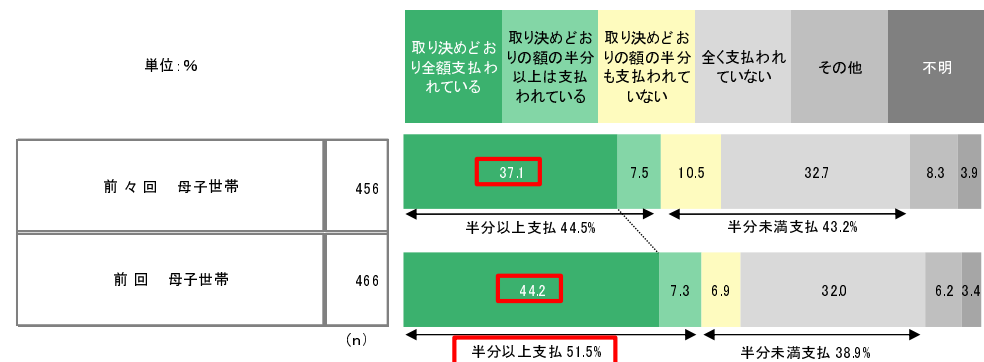 単位：％
取り決めどお
り全額支払わ
れている
取り決めどお
りの額の半分
以上は支払
われている
取り決めどお
りの額の半分
も支払われて
いない
全く支払われ
ていない
その他
不明
前々回　母子世帯
456
37.1
7.5
10.5
32.7
8.3
3.9
半分以上支払 44.5%
半分未満支払 43.2%
前回　母子世帯
466
44.2
7.3
6.9
32.0
6.2
3.4
(n)
半分以上支払 51.5%
半分未満支払 38.9%